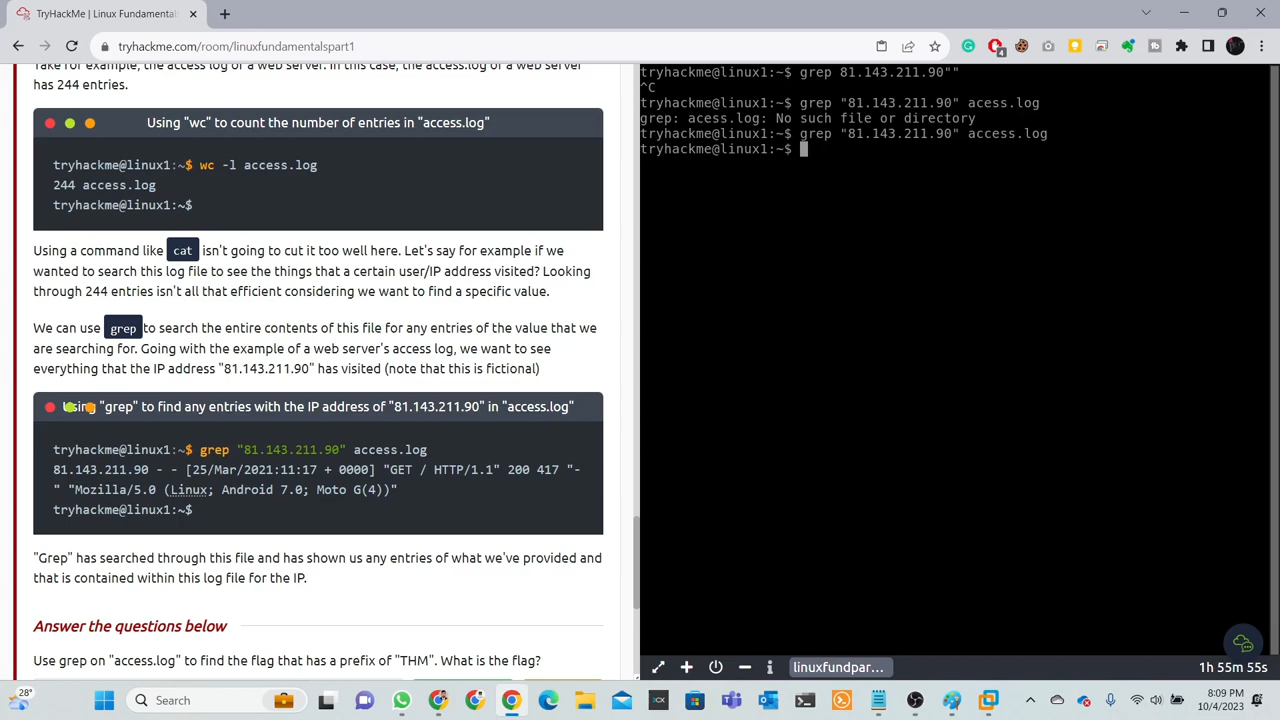 TryHackMe | Linux Fundamenta
tryhackme.com/room/linuxfundamentalspart1
4
Take for example, the access log of a web server. In this case, the access.log of a web server
has 244 entries.
Using "wc" to count the number of entries in "access.log"
tryhackme@linux1:~$ wc -l access.log
244 access.log
tryhackme@linux1:~$
Using a command like cat isn't going to cut it too well here. Let's say for example if we
wanted to search this log file to see the things that a certain user/IP address visited? Looking
through 244 entries isn't all that efficient considering we want to find a specific value.
We can use grep to search the entire contents of this file for any entries of the value that we
are searching for. Going with the example of a web server's access log, we want to see
everything that the IP address "81.143.211.90" has visited (note that this is fictional)
Using "grep" to find any entries with the IP address of "81.143.211.90" in "access.log"
tryhackme@linux1:~$ grep "81.143.211.90" access.log
81.143.211.90 - - [25/Mar/2021:11:17 + 0000] "GET / HTTP/1.1" 200 417 "-
" "Mozilla/5.0 (Linux; Android 7.0; Moto G(4))"
tryhackme@linux1:~$
"Grep" has searched through this file and has shown us any entries of what we've provided and
that is contained within this log file for the IP.
Answer the questions below
Use grep on "access.log" to find the flag that has a prefix of "THM". What is the flag?
tryhackme@linux1:~$ grep 81.143.211.90""
^C
tryhackme@linux1:~$ grep "81.143.211.90" acess.log
grep: acess.log: No such file or directory
tryhackme@linux1:~$ grep "81.143.211.90" access.log
tryhackme@linux1:~$
linuxfundpar...
1h 55m 55s
28°
Search
8:09 PM
10/4/2023